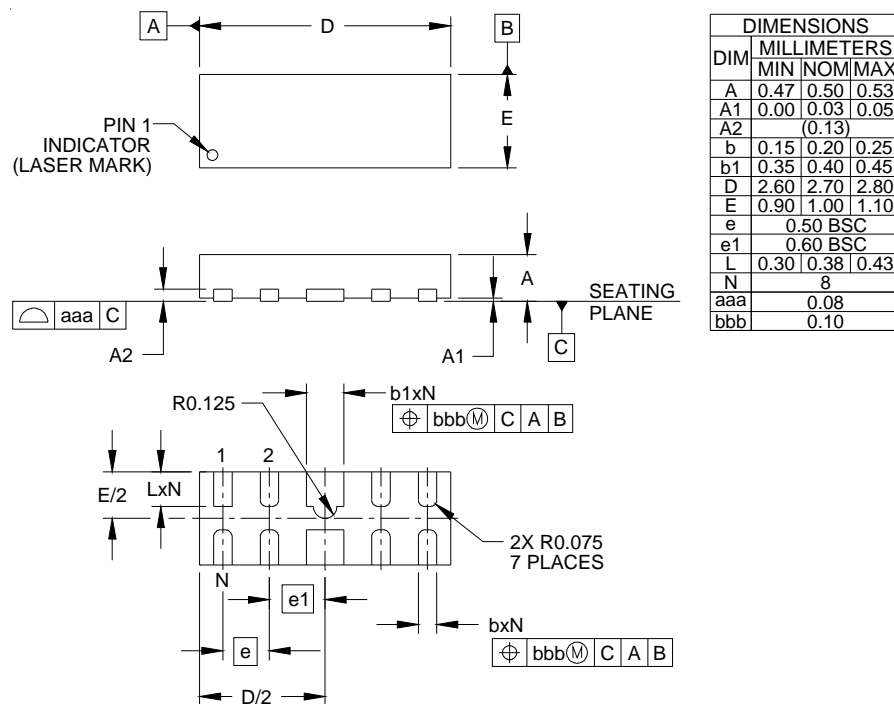 A
D
B
E
PIN 1
INDICATOR
(LASER MARK)
DIMENSIONS
DIM MILLIMETERS
MIN NOM MAX
A 0.47 0.50 0.53
A1 0.00 0.03 0.05
A2 (0.13)
b 0.15 0.20 0.25
b1 0.35 0.40 0.45
D 2.60 2.70 2.80
E 0.90 1.00 1.10
e 0.50 BSC
e1 0.60 BSC
L 0.30 0.38 0.43
N 8
aaa 0.08
bbb 0.10
A
SEATING
PLANE
aaa C
A2
A1
C
R0.125
b1xN
bbb Ⓜ C A B
1 2
E/2
LxN
2X R0.075
7 PLACES
N
e1
bxN
e
bbb Ⓜ C A B
D/2